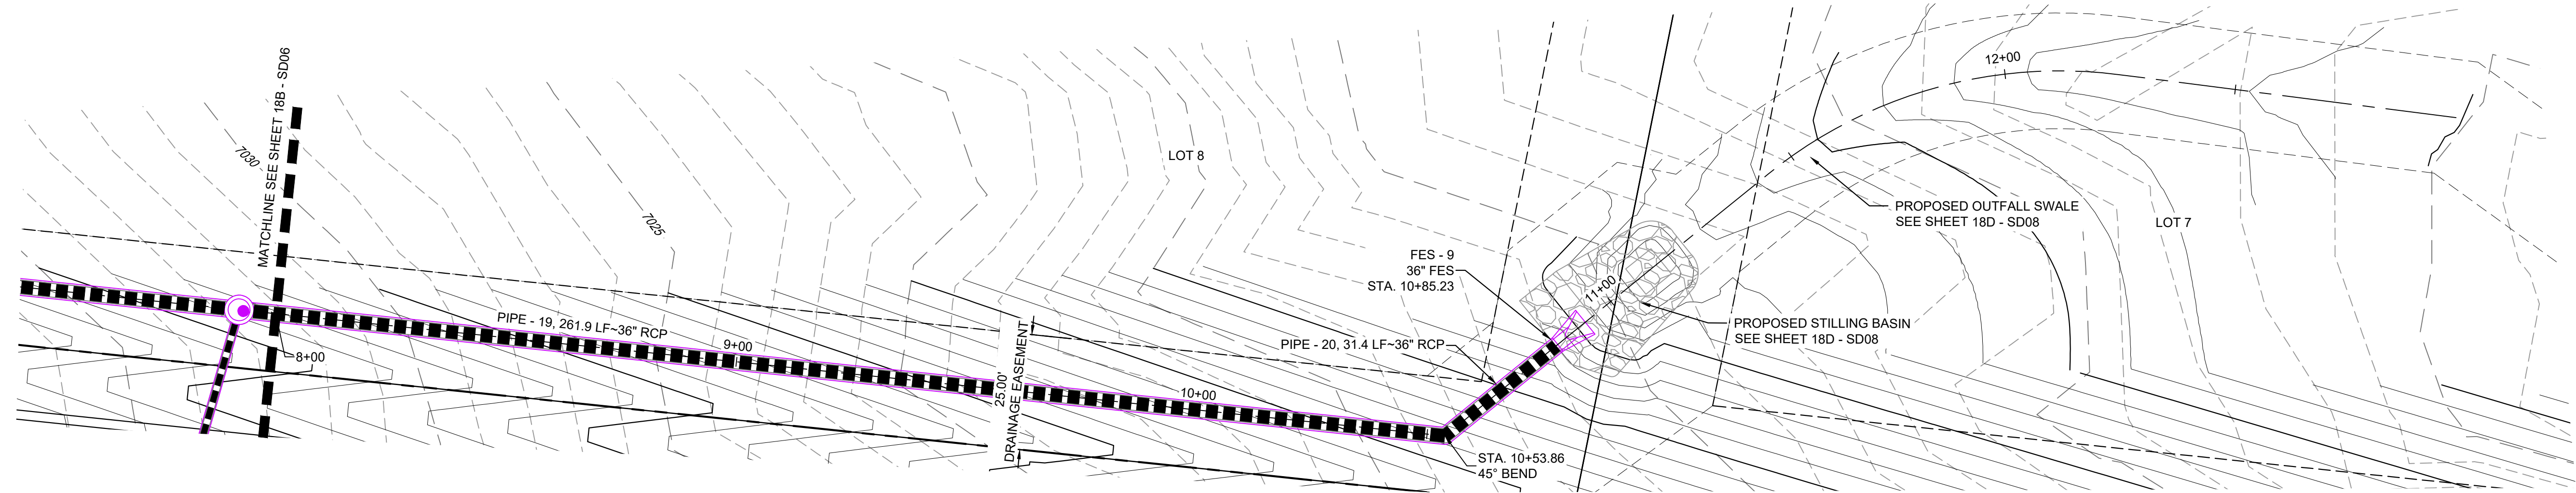 MATCHLINE SEE SHEET 18B - SD06
7030
7025
8+00
PIPE - 19, 261.9 LF~36" RCP
9+00
25.00'
DRAINAGE EASEMENT
10+00
LOT 8
FES - 9
36" FES
STA. 10+85.23
PIPE - 20, 31.4 LF~36" RCP
STA. 10+53.86
45° BEND
11+00
PROPOSED STILLING BASIN
SEE SHEET 18D - SD08
PROPOSED OUTFALL SWALE
SEE SHEET 18D - SD08
12+00
LOT 7